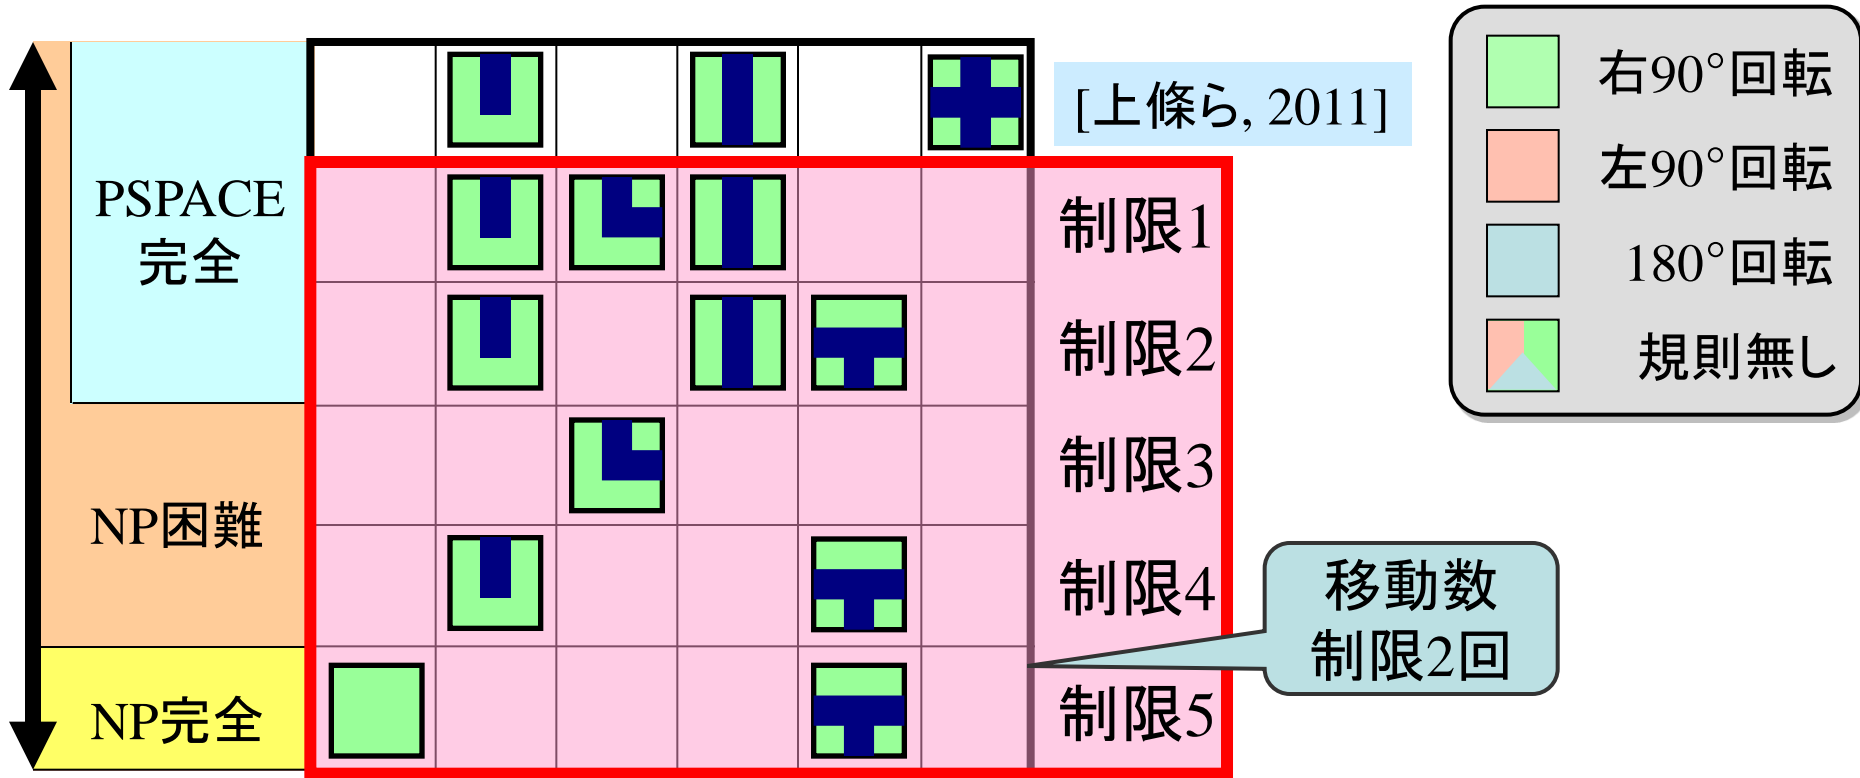 [上條ら, 2011]
PSPACE
完全
NP困難
NP完全
制限1
制限2
制限3
制限4
制限5
移動数
制限2回
右90°回転
左90°回転
180°回転
規則無し